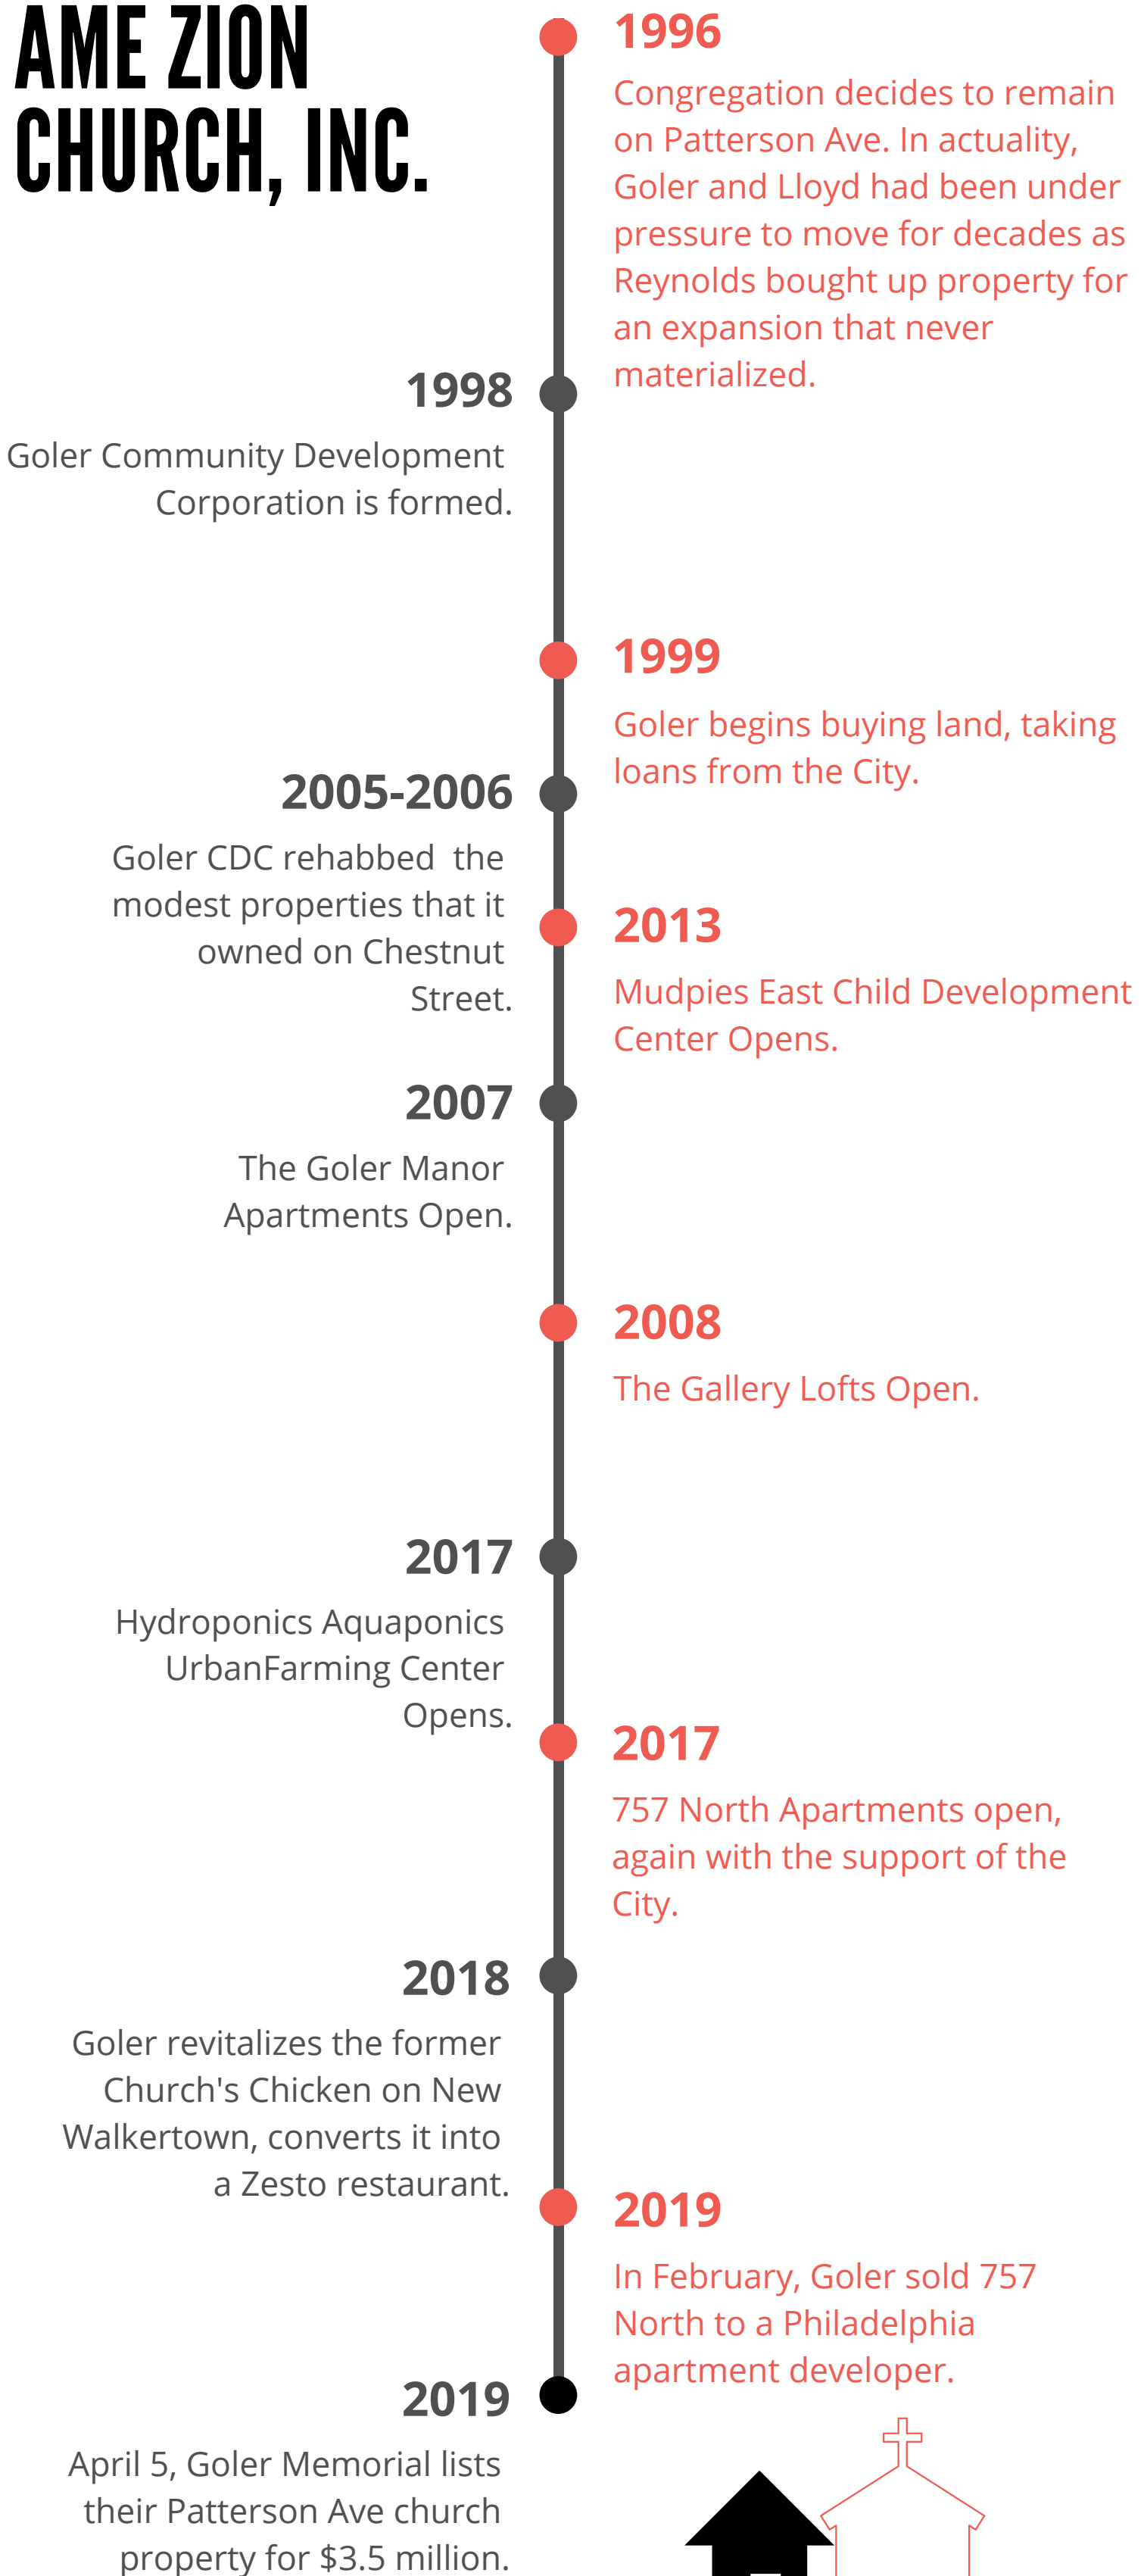 AME ZION
CHURCH, INC.
1996
Congregation decides to remain
on Patterson Ave. In actuality,
Goler and Lloyd had been under
pressure to move for decades as
Reynolds bought up property for
an expansion that never
materialized.
1998
Goler Community Development
Corporation is formed.
1999
Goler begins buying land, taking
loans from the City.
2005-2006
Goler CDC rehabbed  the
modest properties that it
owned on Chestnut
Street.
2013
Mudpies East Child Development
Center Opens.
2007
The Goler Manor
Apartments Open.
2008
The Gallery Lofts Open.
2017
Hydroponics Aquaponics
UrbanFarming Center
Opens.
2017
757 North Apartments open,
again with the support of the
City.
2018
Goler revitalizes the former
Church's Chicken on New
Walkertown, converts it into
a Zesto restaurant.
2019
In February, Goler sold 757
North to a Philadelphia
apartment developer.
2019
April 5, Goler Memorial lists
their Patterson Ave church
property for $3.5 million.